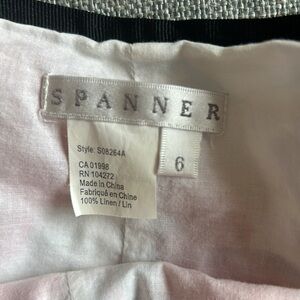 SPANNER
6
Style: S08264A
CA 01998
RN 104272
Made in China
Fabriqué en Chine
100% Linen / Lin